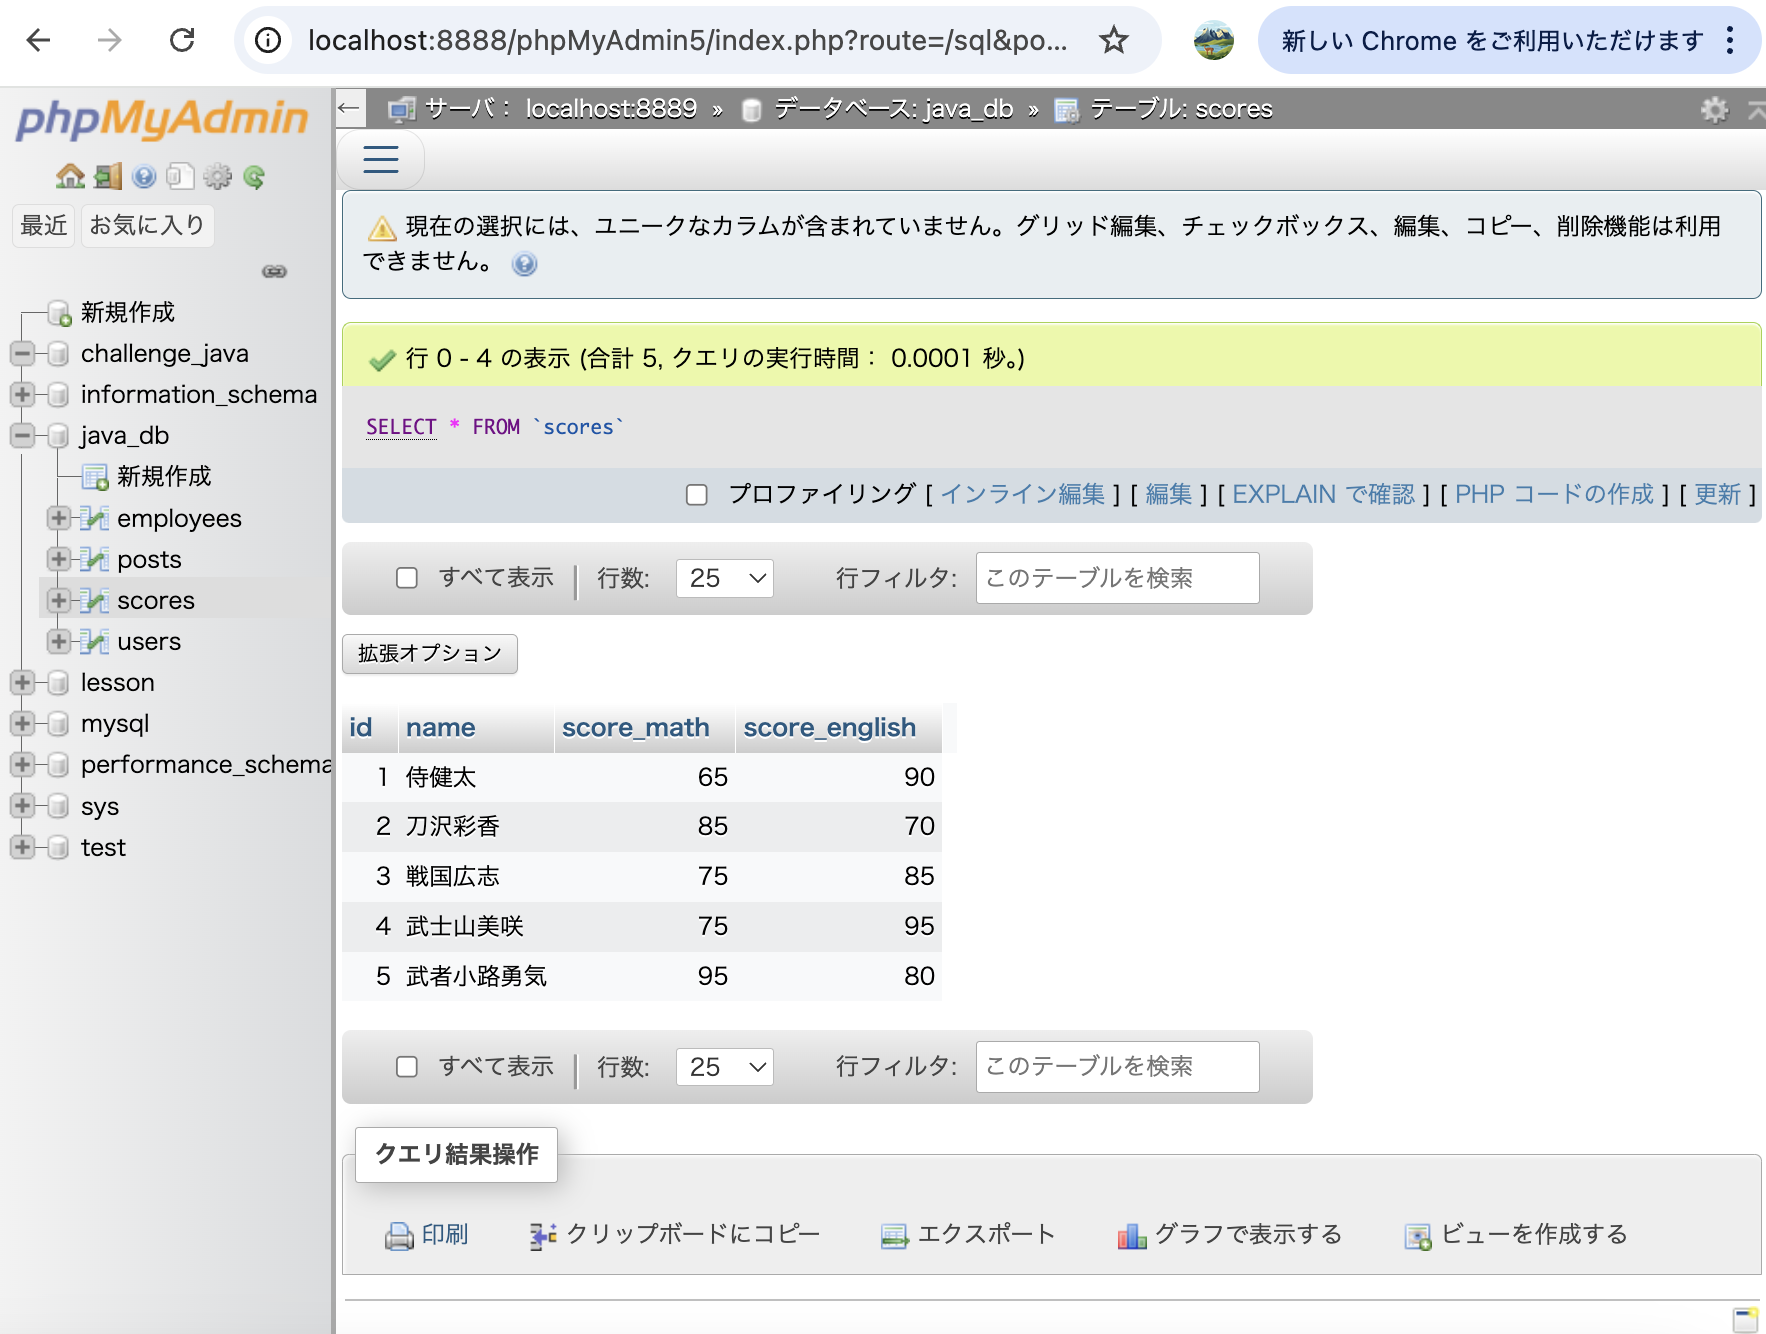 localhost:8888/phpMyAdmin5/index.php?route=/sql&po...
新しい Chrome をご利用いただけます
phpMyAdmin
サーバ： localhost:8889 » データベース: java_db » テーブル: scores
最近
お気に入り
新規作成
challenge_java
information_schema
java_db
新規作成
employees
posts
scores
users
lesson
mysql
performance_schema
sys
test
現在の選択には、ユニークなカラムが含まれていません。グリッド編集、チェックボックス、編集、コピー、削除機能は利用
できません。
行 0 - 4 の表示 (合計 5, クエリの実行時間： 0.0001 秒。)
SELECT * FROM `scores`
プロファイリング [ インライン編集 ] [ 編集 ] [ EXPLAIN で確認 ] [ PHP コードの作成 ] [ 更新 ]
すべて表示 | 行数: 25 行フィルタ: このテーブルを検索
拡張オプション
id name score_math score_english
1 侍健太 65 90
2 刀沢彩香 85 70
3 戦国広志 75 85
4 武士山美咲 75 95
5 武者小路勇気 95 80
すべて表示 | 行数: 25 行フィルタ: このテーブルを検索
クエリ結果操作
印刷 クリップボードにコピー エクスポート グラフで表示する ビューを作成する